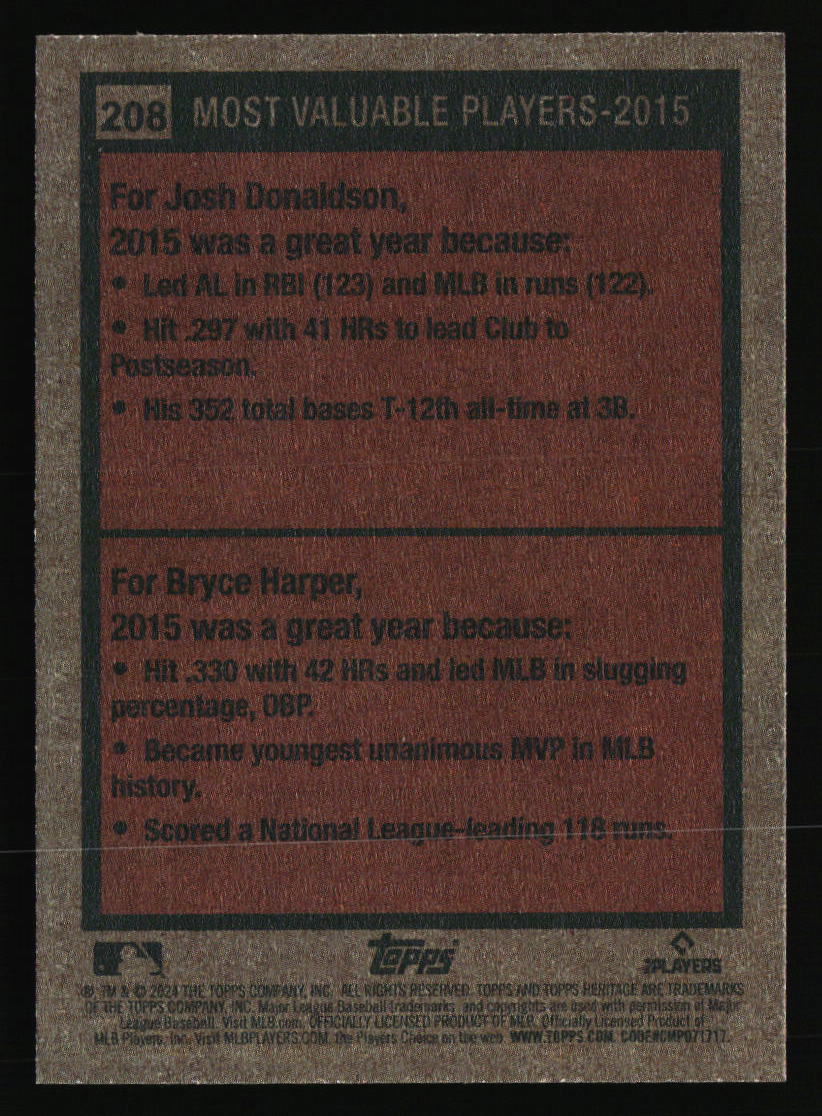 208 MOST VALUABLE PLAYERS-2015
For Josh Donaldson,
2015 was a great year because:
• Led AL in RBI (123) and MLB in runs (122).
• Hit .297 with 41 HRs to lead Club to
Postseason.
• His 352 total bases T-12th all-time at 3B.
For Bryce Harper,
2015 was a great year because:
• Hit .330 with 42 HRs and led MLB in slugging
percentage, OBP.
• Became youngest unanimous MVP in MLB
history.
• Scored a National League-leading 118 runs.
topps
PLAYERS
® TM & © 2024 THE TOPPS COMPANY, INC. ALL RIGHTS RESERVED. TOPPS AND TOPPS HERITAGE ARE TRADEMARKS
OF THE TOPPS COMPANY, INC. Major League Baseball trademarks and copyrights are used with permission of Major
League Baseball. Visit MLB.com. OFFICIALLY LICENSED PRODUCT OF MLB. Officially Licensed Product of
MLB Players, Inc. Visit MLBPLAYERS.COM, the Players Choice on the web. WWW.TOPPS.COM. CODE#CMP071717.